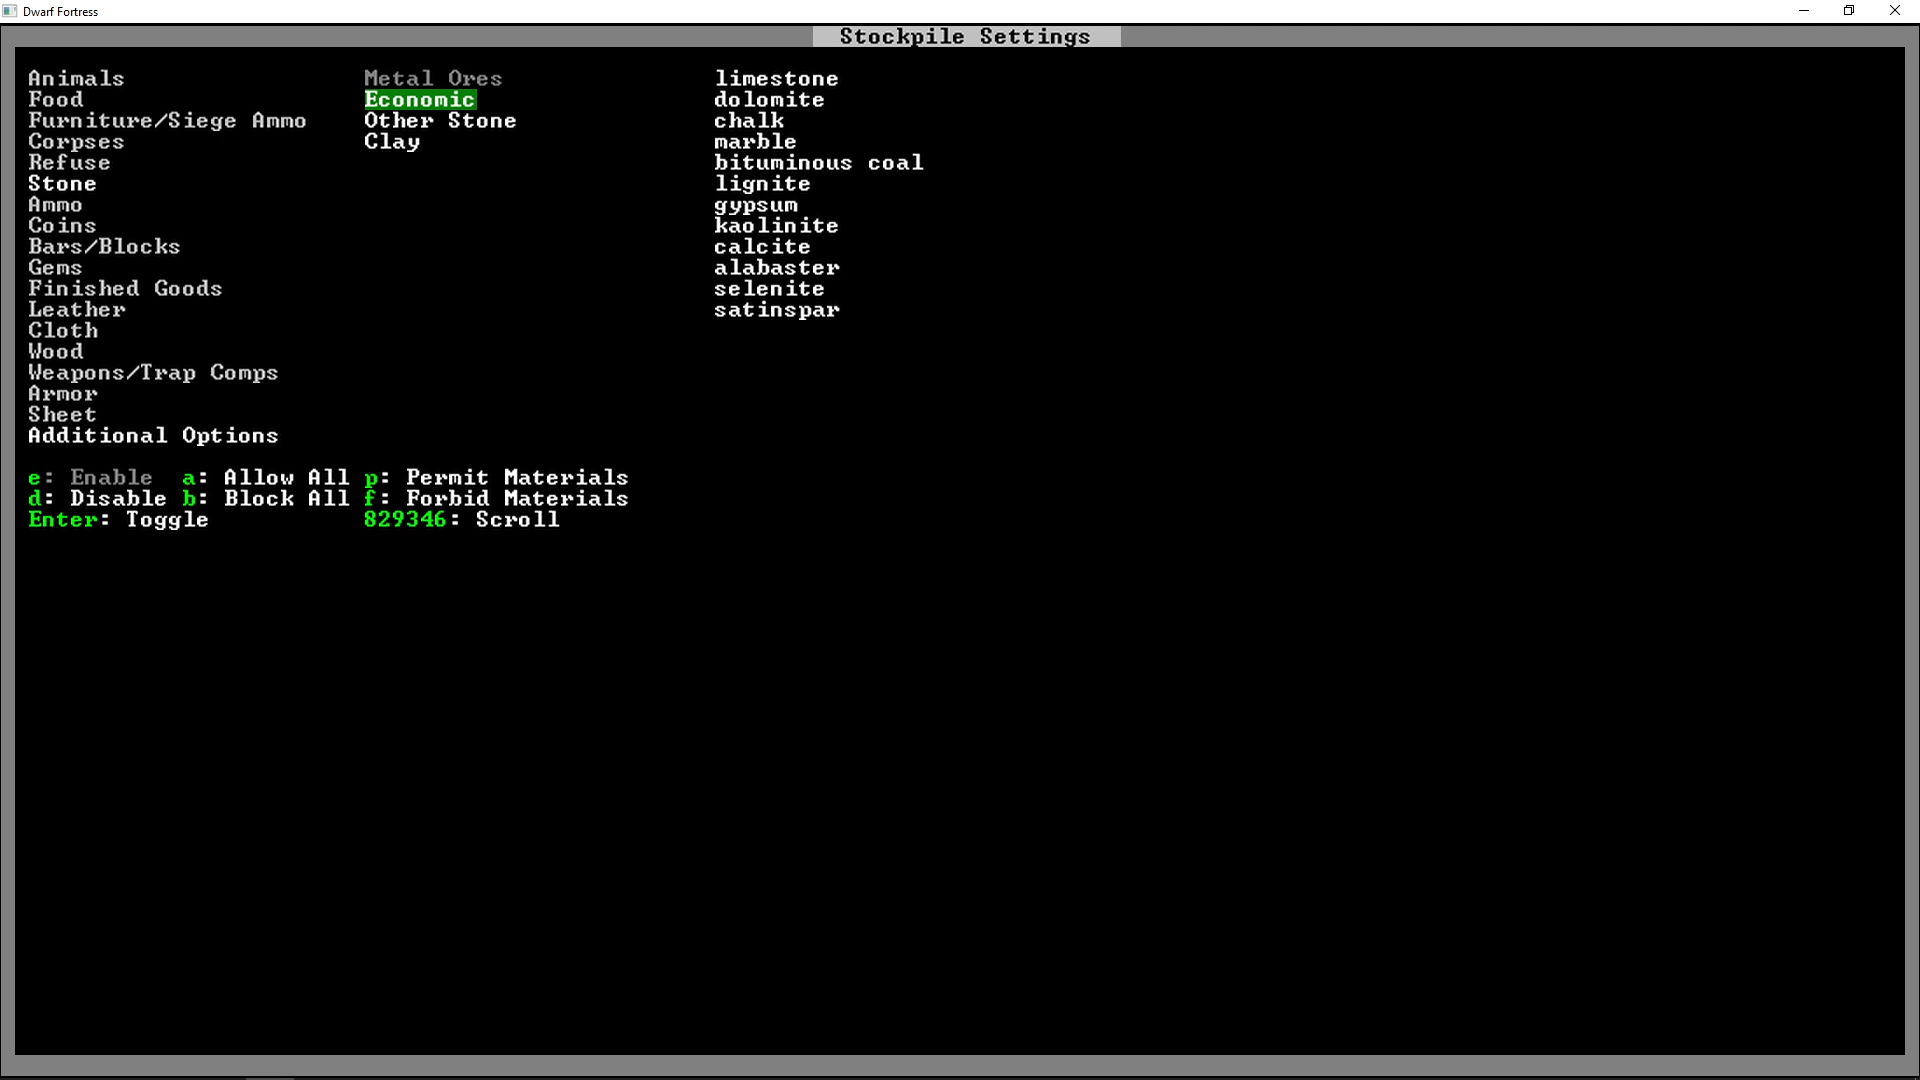 Dwarf Fortress
Stockpile Settings
Animals Metal Ores limestone
Food Economic dolomite
Furniture/Siege Ammo Other Stone chalk
Corpses Clay marble
Refuse bituminous coal
Stone lignite
Ammo gypsum
Coins kaolinite
Bars/Blocks calcite
Gems alabaster
Finished Goods selenite
Leather satinspar
Cloth
Wood
Weapons/Trap Comps
Armor
Sheet
Additional Options
e: Enable a: Allow All p: Permit Materials
d: Disable b: Block All f: Forbid Materials
Enter: Toggle 829346: Scroll